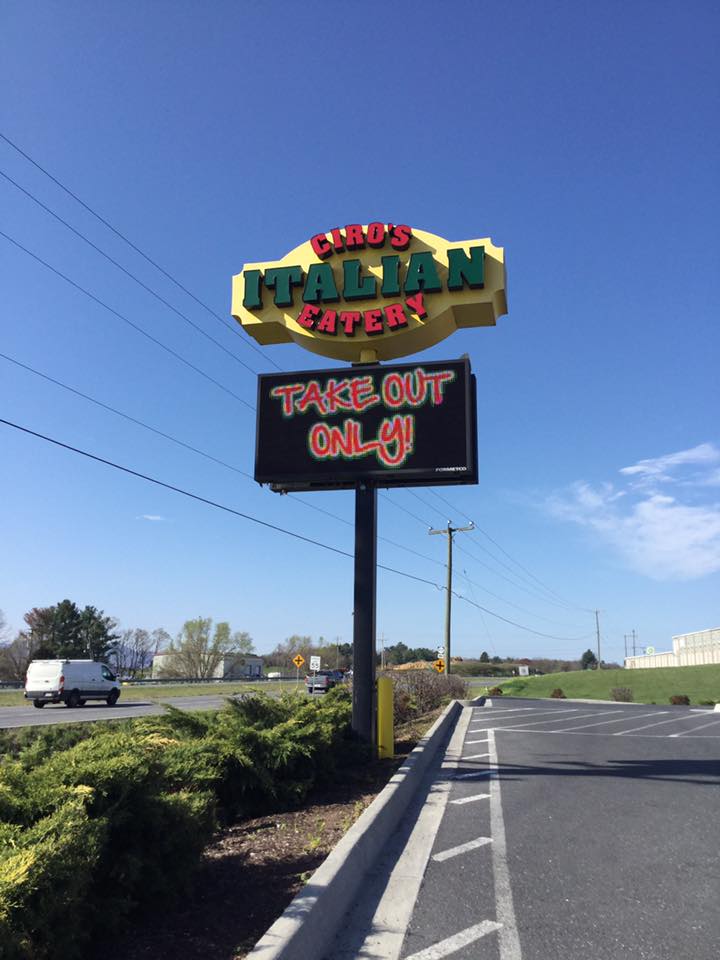 CIRO'S
ITALIAN
EATERY
TAKE OUT
ONLY!
FORMETCO